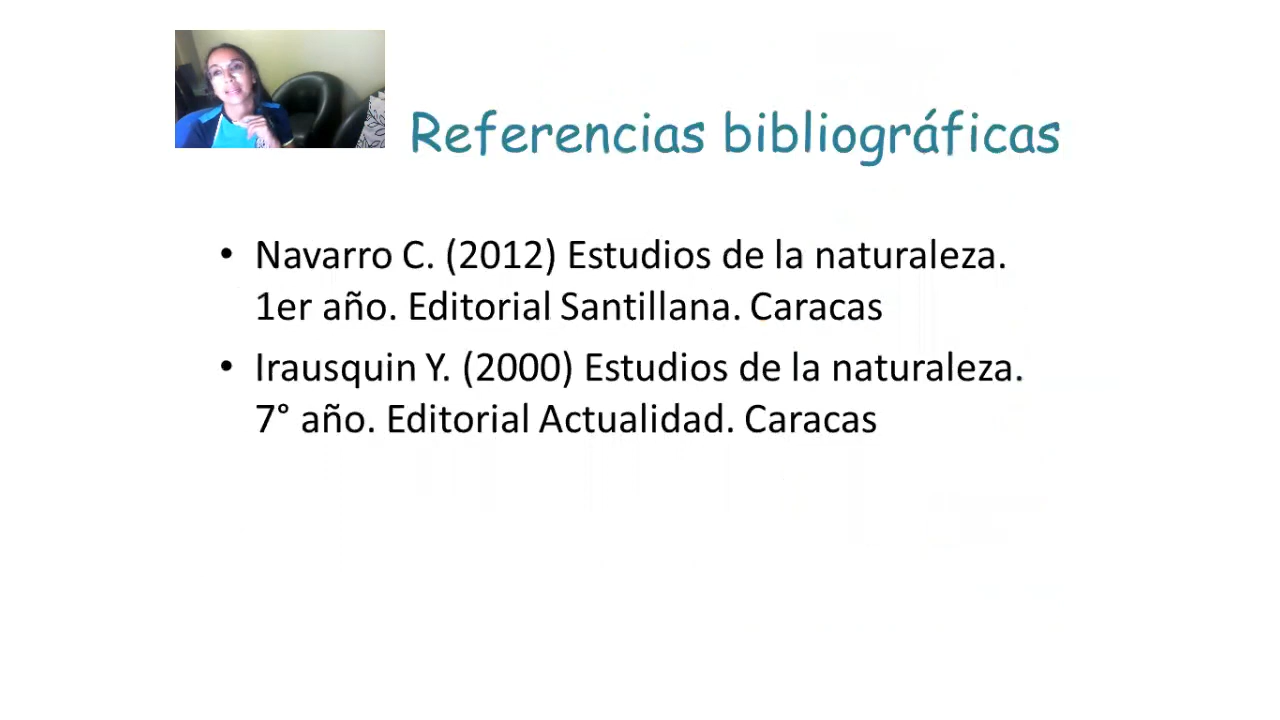 Referencias bibliográficas
• Navarro C. (2012) Estudios de la naturaleza.
1er año. Editorial Santillana. Caracas
• Irausquin Y. (2000) Estudios de la naturaleza.
7° año. Editorial Actualidad. Caracas